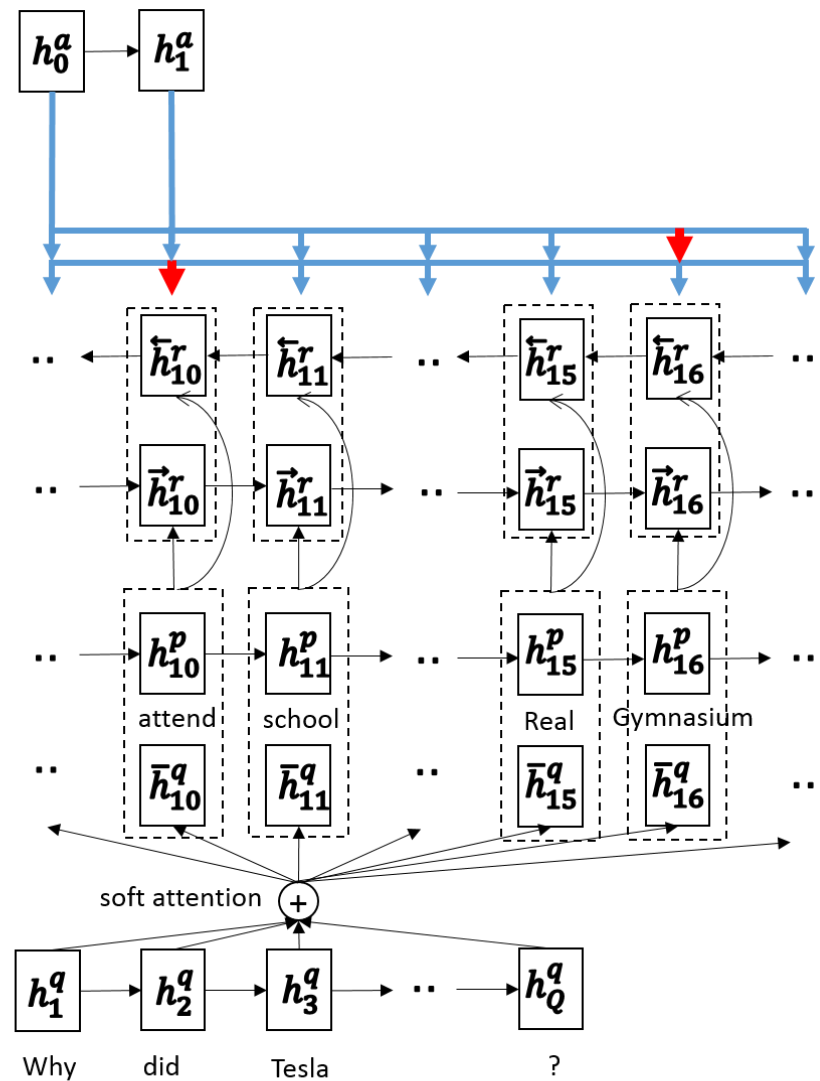 h_0^a h_1^a
.. ←h_10^r ←h_11^r .. ←h_15^r ←h_16^r ..
.. →h_10^r →h_11^r .. →h_15^r →h_16^r ..
.. h_10^p h_11^p .. h_15^p h_16^p ..
attend school Real Gymnasium
.. h̄_10^q h̄_11^q .. h̄_15^q h̄_16^q ..
soft attention +
h_1^q h_2^q h_3^q .. h_Q^q
Why did Tesla ?